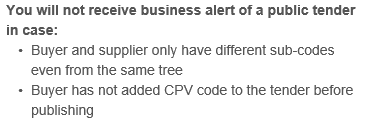 You will not receive business alert of a public tender
in case:
• Buyer and supplier only have different sub-codes
even from the same tree
• Buyer has not added CPV code to the tender before
publishing